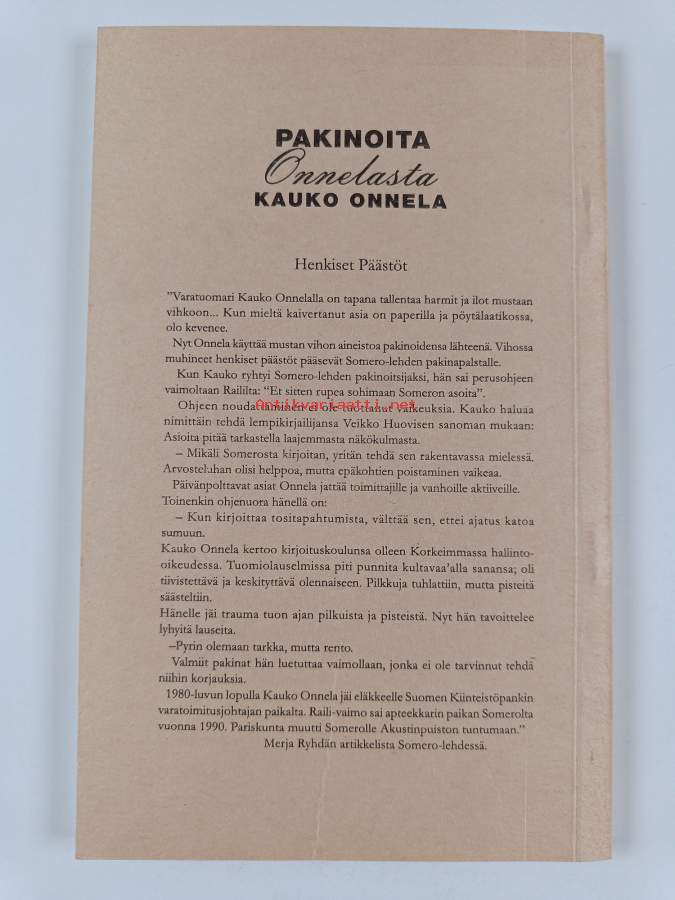 PAKINOITA
Onnelasta
KAUKO ONNELA
Henkiset Päästöt
"Varatuomari Kauko Onnelalla on tapana tallentaa harmit ja ilot mustaan
vihkoon... Kun mieltä kaivertanut asia on paperilla ja pöytälaatikossa,
olo kevenee.
Nyt Onnela käyttää mustan vihon aineistoa pakinoidensa lähteenä. Vihossa
muhineet henkiset päästöt pääsevät Somero-lehden pakinapalstalle.
Kun Kauko ryhtyi Somero-lehden pakinoitsijaksi, hän sai perusohjeen
vaimoltaan Raililta: "Et sitten rupea sohimaan Someron asoita".
Antikvariaatti.net
Ohjeen noudattaminen ei ole tuottanut vaikeuksia. Kauko haluaa
nimittäin tehdä lempikirjailijansa Veikko Huovisen sanoman mukaan:
Asioita pitää tarkastella laajemmasta näkökulmasta.
– Mikäli Somerosta kirjoitan, yritän tehdä sen rakentavassa mielessä.
Arvosteluhan olisi helppoa, mutta epäkohtien poistaminen vaikeaa.
Päivänpolttavat asiat Onnela jättää toimittajille ja vanhoille aktiiveille.
Toinenkin ohjenuora hänellä on:
– Kun kirjoittaa tositapahtumista, välttää sen, ettei ajatus katoa
sumuun.
Kauko Onnela kertoo kirjoituskoulunsa olleen Korkeimmassa hallinto-
oikeudessa. Tuomiolauselmissa piti punnita kultavaa'alla sanansa; oli
tiivistettävä ja keskityttävä olennaiseen. Pilkkuja tuhlattiin, mutta pisteitä
säästeltiin.
Hänelle jäi trauma tuon ajan pilkuista ja pisteistä. Nyt hän tavoittelee
lyhyitä lauseita.
–Pyrin olemaan tarkka, mutta rento.
Valmiit pakinat hän luetuttaa vaimollaan, jonka ei ole tarvinnut tehdä
niihin korjauksia.
1980-luvun lopulla Kauko Onnela jäi eläkkeelle Suomen Kiinteistöpankin
varatoimitusjohtajan paikalta. Raili-vaimo sai apteekkarin paikan Somerolta
vuonna 1990. Pariskunta muutti Somerolle Akustinpuiston tuntumaan."
Merja Ryhdän artikkelista Somero-lehdessä.